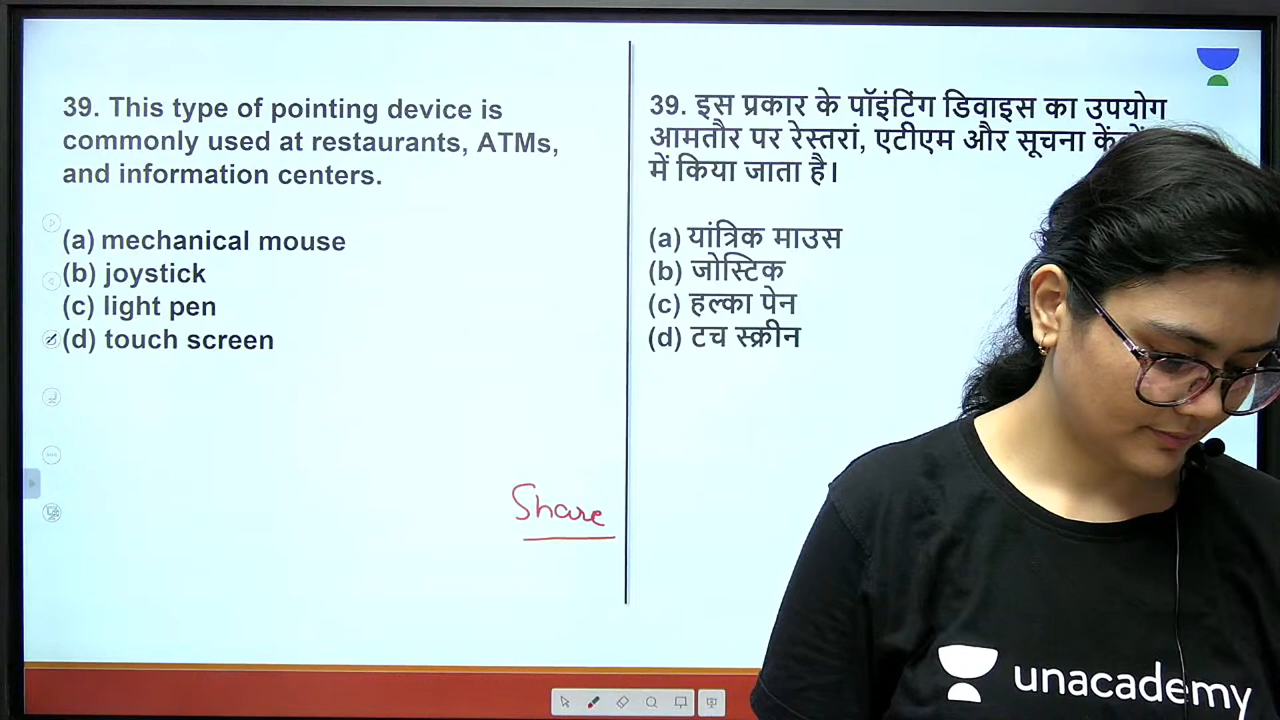 39. This type of pointing device is
commonly used at restaurants, ATMs,
and information centers.
(a) mechanical mouse
(b) joystick
(c) light pen
(d) touch screen
Share
39. इस प्रकार के पॉइंटिंग डिवाइस का उपयोग
आमतौर पर रेस्तरां, एटीएम और सूचना
में किया जाता है।
(a) यांत्रिक माउस
(b) जोस्टिक
(c) हल्का पेन
(d) टच स्क्रीन
unacademy